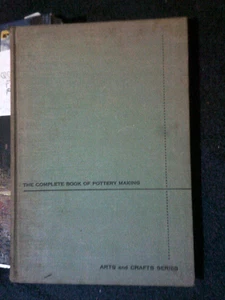 THE COMPLETE BOOK OF POTTERY MAKING
ARTS and CRAFTS SERIES